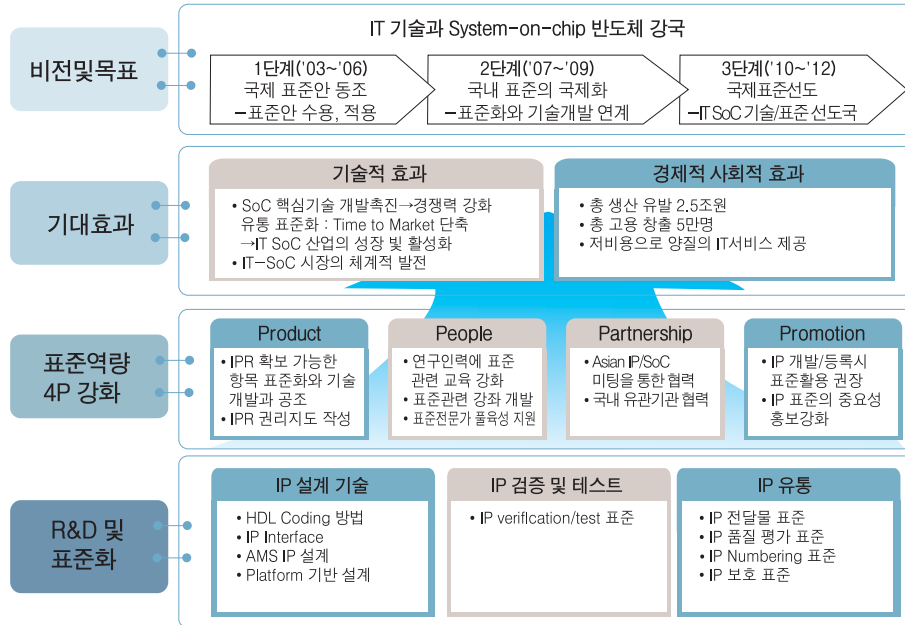 비전및목표
IT 기술과 System-on-chip 반도체 강국
1단계('03~'06)
국제 표준안 동조
–표준안 수용, 적용
2단계('07~'09)
국내 표준의 국제화
–표준화와 기술개발 연계
3단계('10~'12)
국제표준선도
–IT SoC 기술/표준 선도국
기대효과
기술적 효과
• SoC 핵심기술 개발촉진→경쟁력 강화
유통 표준화 : Time to Market 단축
→IT SoC 산업의 성장 및 활성화
• IT–SoC 시장의 체계적 발전
경제적 사회적 효과
• 총 생산 유발 2.5조원
• 총 고용 창출 5만명
• 저비용으로 양질의 IT서비스 제공
표준역량
4P 강화
Product
• IPR 확보 가능한
항목 표준화와 기술
개발과 공조
• IPR 권리지도 작성
People
• 연구인력에 표준
관련 교육 강화
• 표준관련 강좌 개발
• 표준전문가 풀육성 지원
Partnership
• Asian IP/SoC
미팅을 통한 협력
• 국내 유관기관 협력
Promotion
• IP 개발/등록시
표준활용 권장
• IP 표준의 중요성
홍보강화
R&D 및
표준화
IP 설계 기술
• HDL Coding 방법
• IP Interface
• AMS IP 설계
• Platform 기반 설계
IP 검증 및 테스트
• IP verification/test 표준
IP 유통
• IP 전달물 표준
• IP 품질 평가 표준
• IP Numbering 표준
• IP 보호 표준